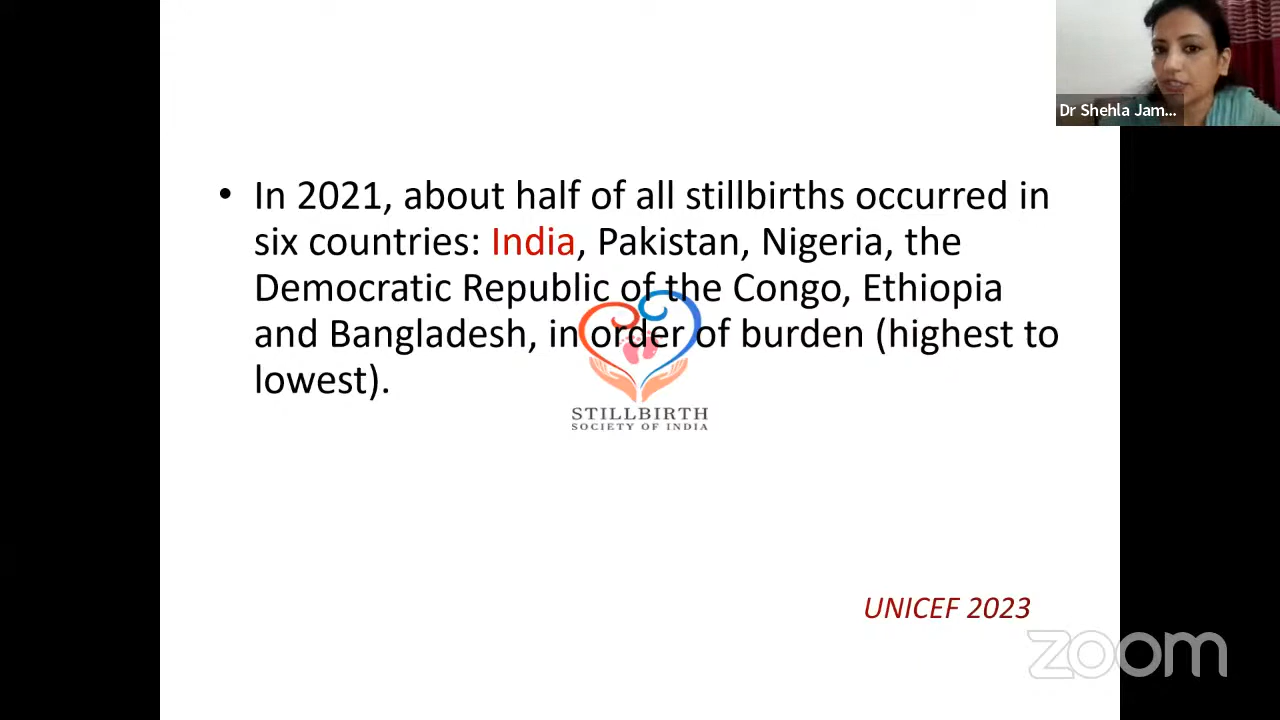 Dr Shehla Jam...
• In 2021, about half of all stillbirths occurred in
six countries: India, Pakistan, Nigeria, the
Democratic Republic of the Congo, Ethiopia
and Bangladesh, in order of burden (highest to
lowest).
STILLBIRTH
SOCIETY OF INDIA
UNICEF 2023
zoom